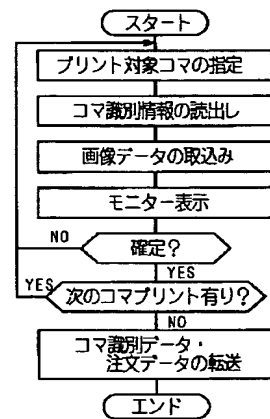 スタート
プリント対象コマの指定
コマ識別情報の読出し
画像データの取込み
モニター表示
NO
確定?
YES
YES
次のコマプリント有り?
NO
コマ識別データ・
注文データの転送
エンド